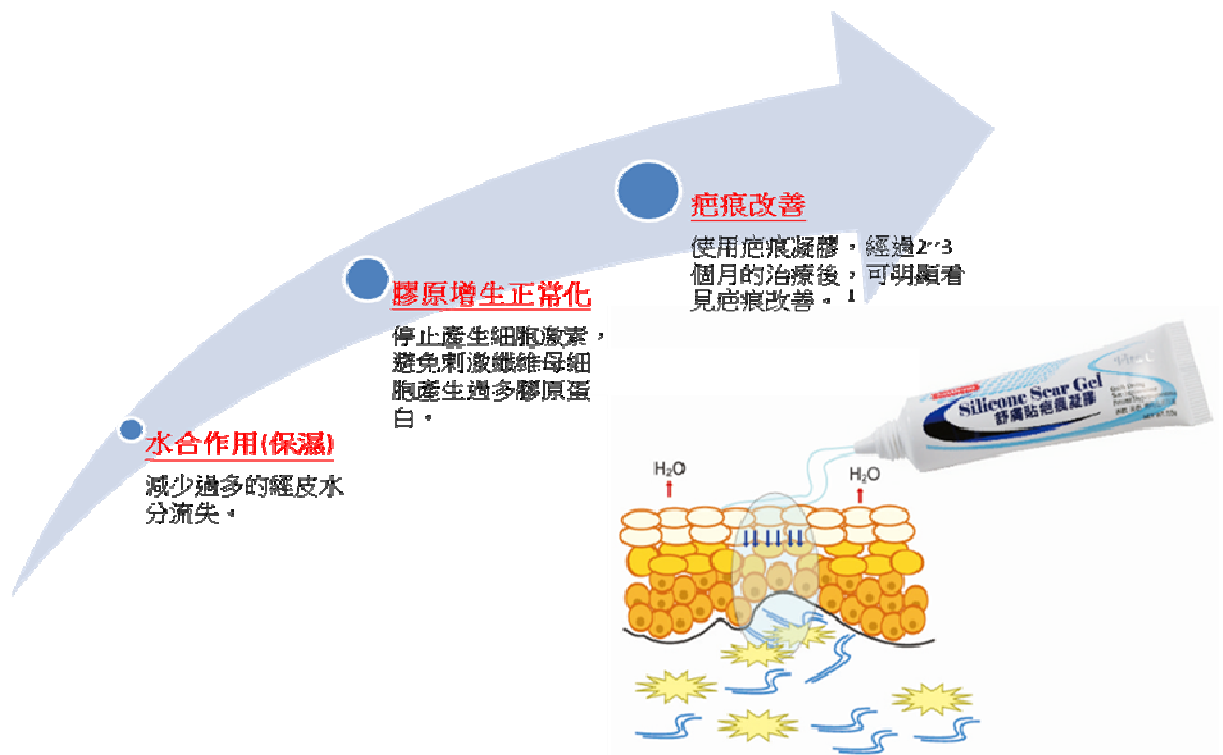 疤痕改善
使用疤痕凝膠，經過2~3
個月的治療後，可明顯看
見疤痕改善。1
膠原增生正常化
停止產生細胞激素，
避免刺激纖維母細
胞產生過多膠原蛋
白。
水合作用(保濕)
減少過多的經皮水
分流失。
Silicone Scar Gel
舒膚貼疤痕凝膠
H₂O
H₂O